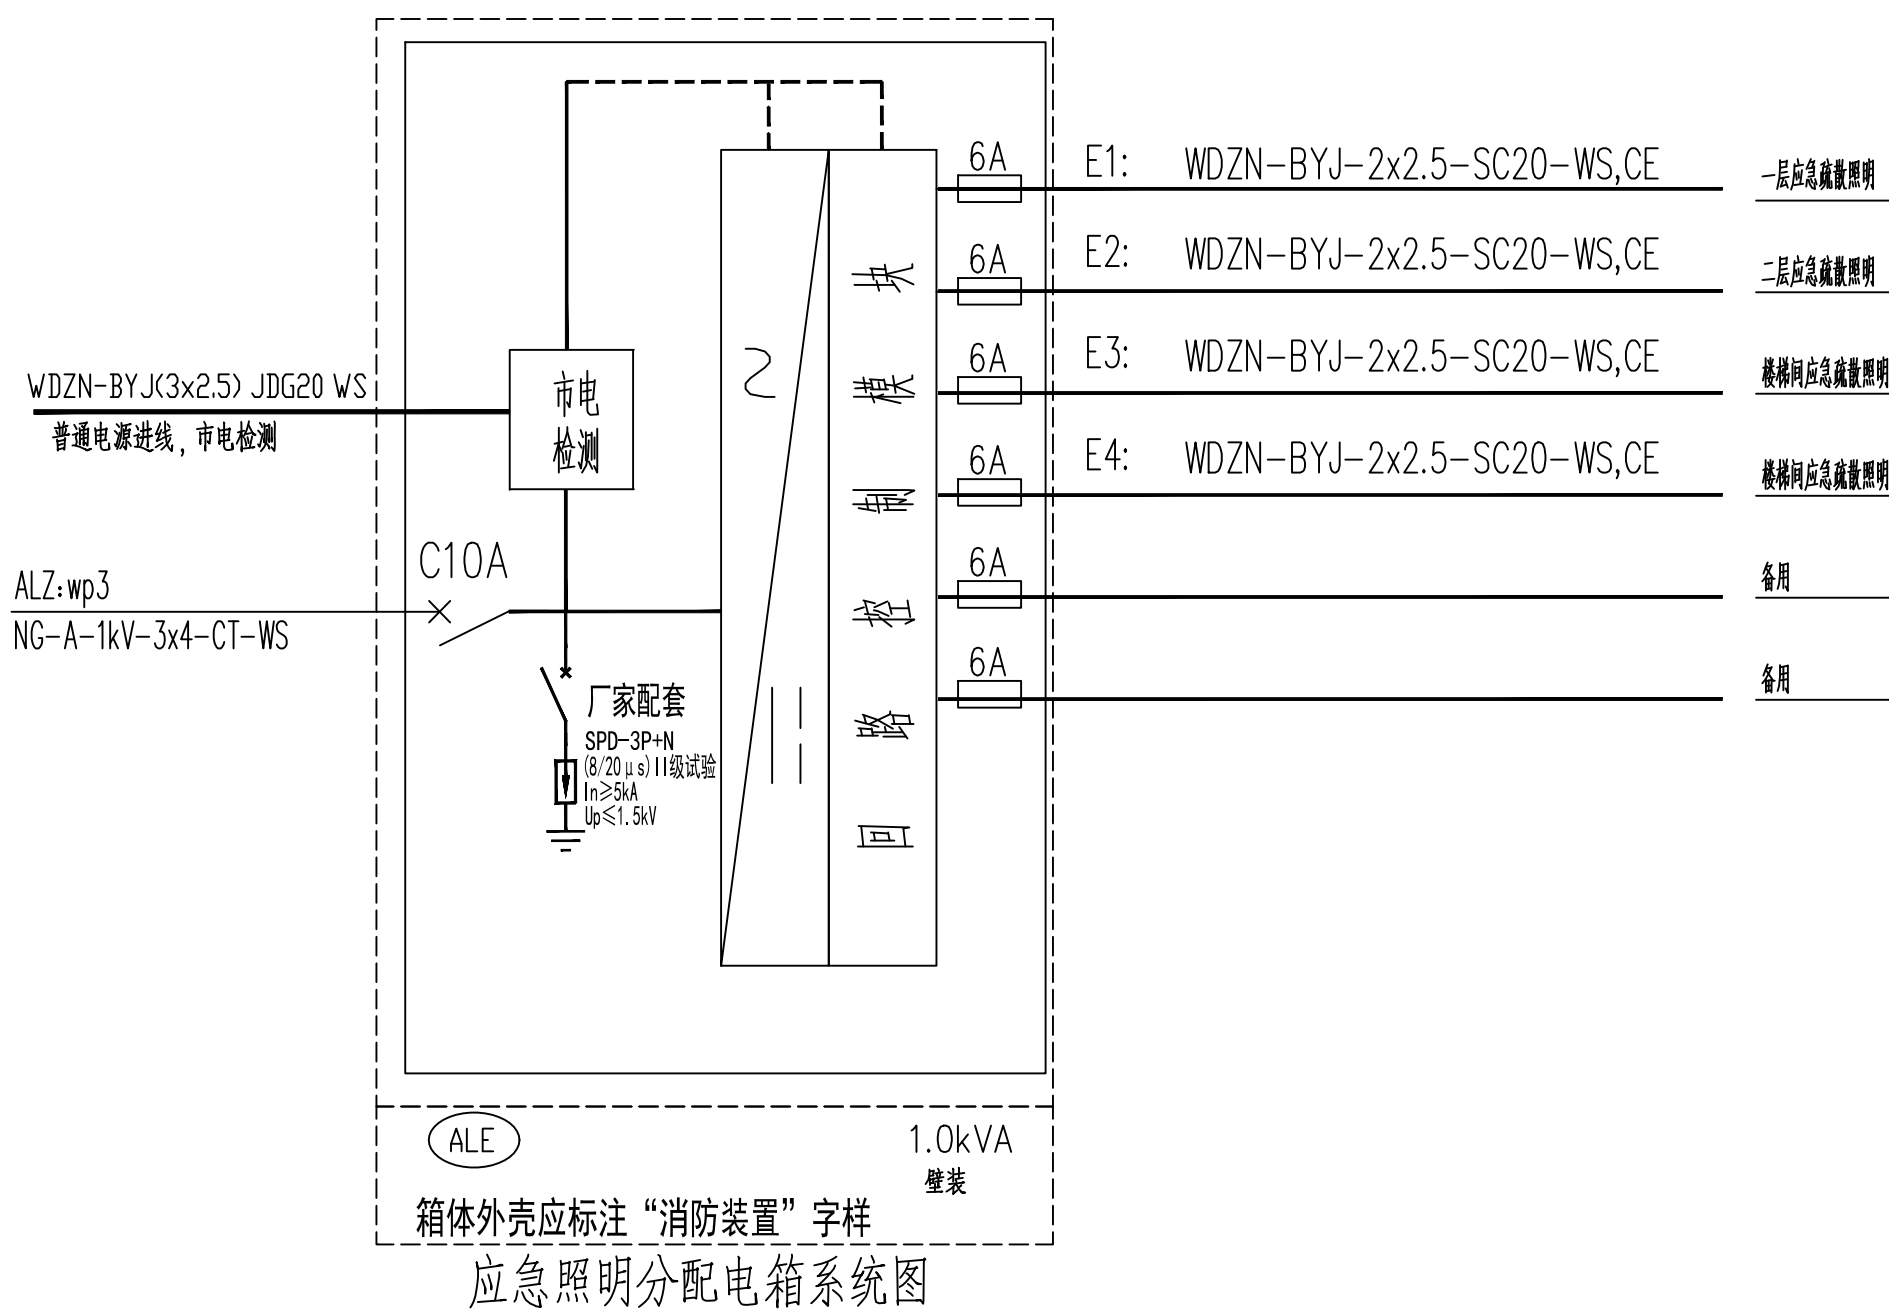 6A
E1: WDZN-BYJ-2x2.5-SC20-WS,CE
一层应急疏散照明
6A
E2: WDZN-BYJ-2x2.5-SC20-WS,CE
二层应急疏散照明
6A
E3: WDZN-BYJ-2x2.5-SC20-WS,CE
楼梯间应急疏散照明
6A
E4: WDZN-BYJ-2x2.5-SC20-WS,CE
楼梯间应急疏散照明
6A
备用
6A
备用
WDZN-BYJ(3x2.5) JDG20 WS
普通电源进线, 市电检测
市电
检测
C10A
ALZ:wp3
NG-A-1kV-3x4-CT-WS
厂家配套
SPD-3P+N
(8/20μs)II级试验
In≥5kA
Up≤1.5kV
回路控制模块
ALE
1.0kVA
壁装
箱体外壳应标注“消防装置”字样
应急照明分配电箱系统图